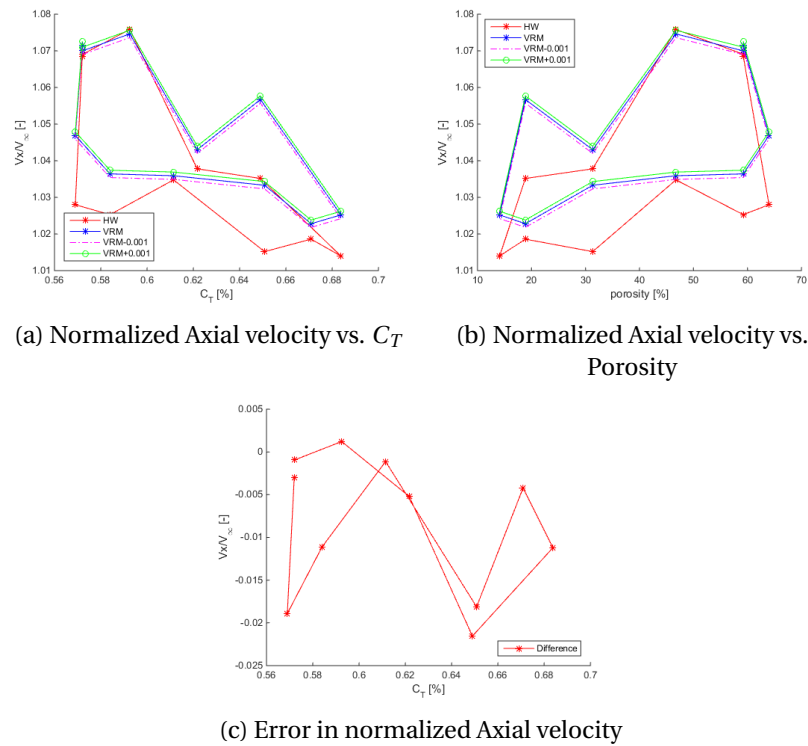 1.08
1.07
1.06
1.05
1.04
1.03
1.02
1.01
Vx/V∞ [-]
HW
VRM
VRM-0.001
VRM+0.001
0.56 0.58 0.6 0.62 0.64 0.66 0.68 0.7
C_T [%]
(a) Normalized Axial velocity vs. C_T
1.08
1.07
1.06
1.05
1.04
1.03
1.02
1.01
Vx/V∞ [-]
HW
VRM
VRM-0.001
VRM+0.001
10 20 30 40 50 60 70
porosity [%]
(b) Normalized Axial velocity vs.
Porosity
0.005
0
-0.005
-0.01
-0.015
-0.02
-0.025
Vx/V∞ [-]
Difference
0.56 0.58 0.6 0.62 0.64 0.66 0.68 0.7
C_T [%]
(c) Error in normalized Axial velocity